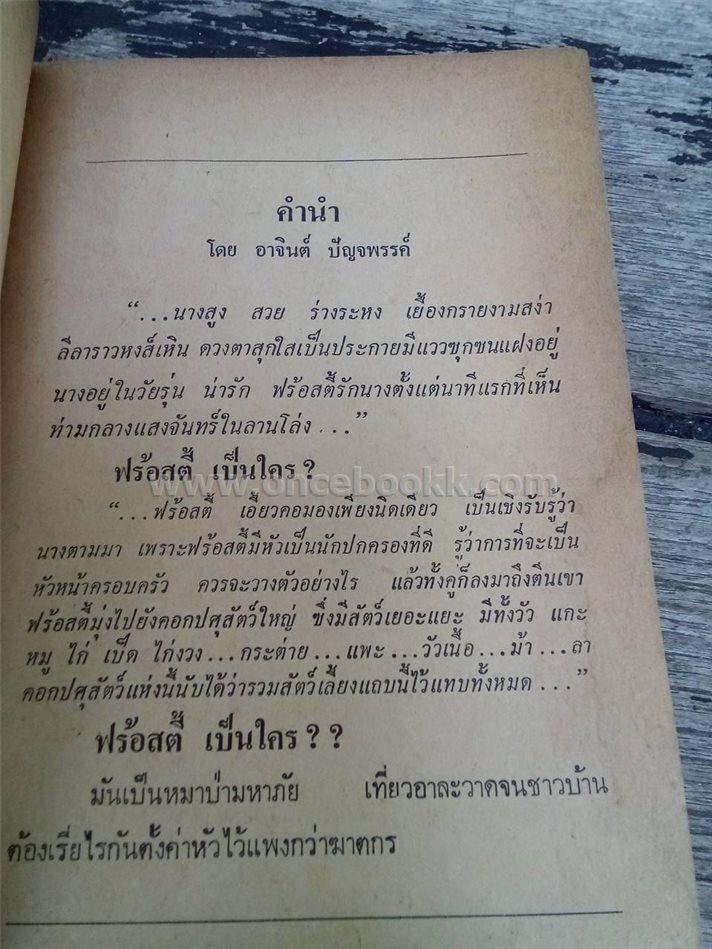 คำนำ
โดย อาจินต์ ปัญจพรรค์
“...นางสูง สวย ร่างระหง เยื้องกรายงามสง่า
ลีลาราวหงส์เหิน ดวงตาสุกใสเป็นประกายมีแววซุกซนแฝงอยู่
นางอยู่ในวัยรุ่น น่ารัก ฟร้อสตี้รักนางตั้งแต่นาทีแรกที่เห็น
ท่ามกลางแสงจันทร์ในลานโล่ง ...”
ฟร้อสตี้ เป็นใคร ?
www.oncebookk.com
“...ฟร้อสตี้ เอี้ยวคอมองเพียงนิดเดียว เป็นเชิงรับรู้ว่า
นางตามมา เพราะฟร้อสตี้มีหัวเป็นนักปกครองที่ดี รู้ว่าการที่จะเป็น
หัวหน้าครอบครัว ควรจะวางตัวอย่างไร แล้วทั้งคู่ก็ลงมาถึงตีนเขา
ฟร้อสตี้มุ่งไปยังคอกปศุสัตว์ใหญ่ ซึ่งมีสัตว์เยอะแยะ มีทั้งวัว แกะ
หมู ไก่ เป็ด ไก่งวง ... กระต่าย ... แพะ ... วัวเนื้อ ... ม้า ... ลา
คอกปศุสัตว์แห่งนี้นับได้ว่ารวมสัตว์เลี้ยงแถบนี้ไว้แทบทั้งหมด ...”
ฟร้อสตี้ เป็นใคร ? ?
มันเป็นหมาป่ามหาภัย เที่ยวอาละวาดจนชาวบ้าน
ต้องเรี่ยไรกันตั้งค่าหัวไว้แพงกว่าฆาตกร